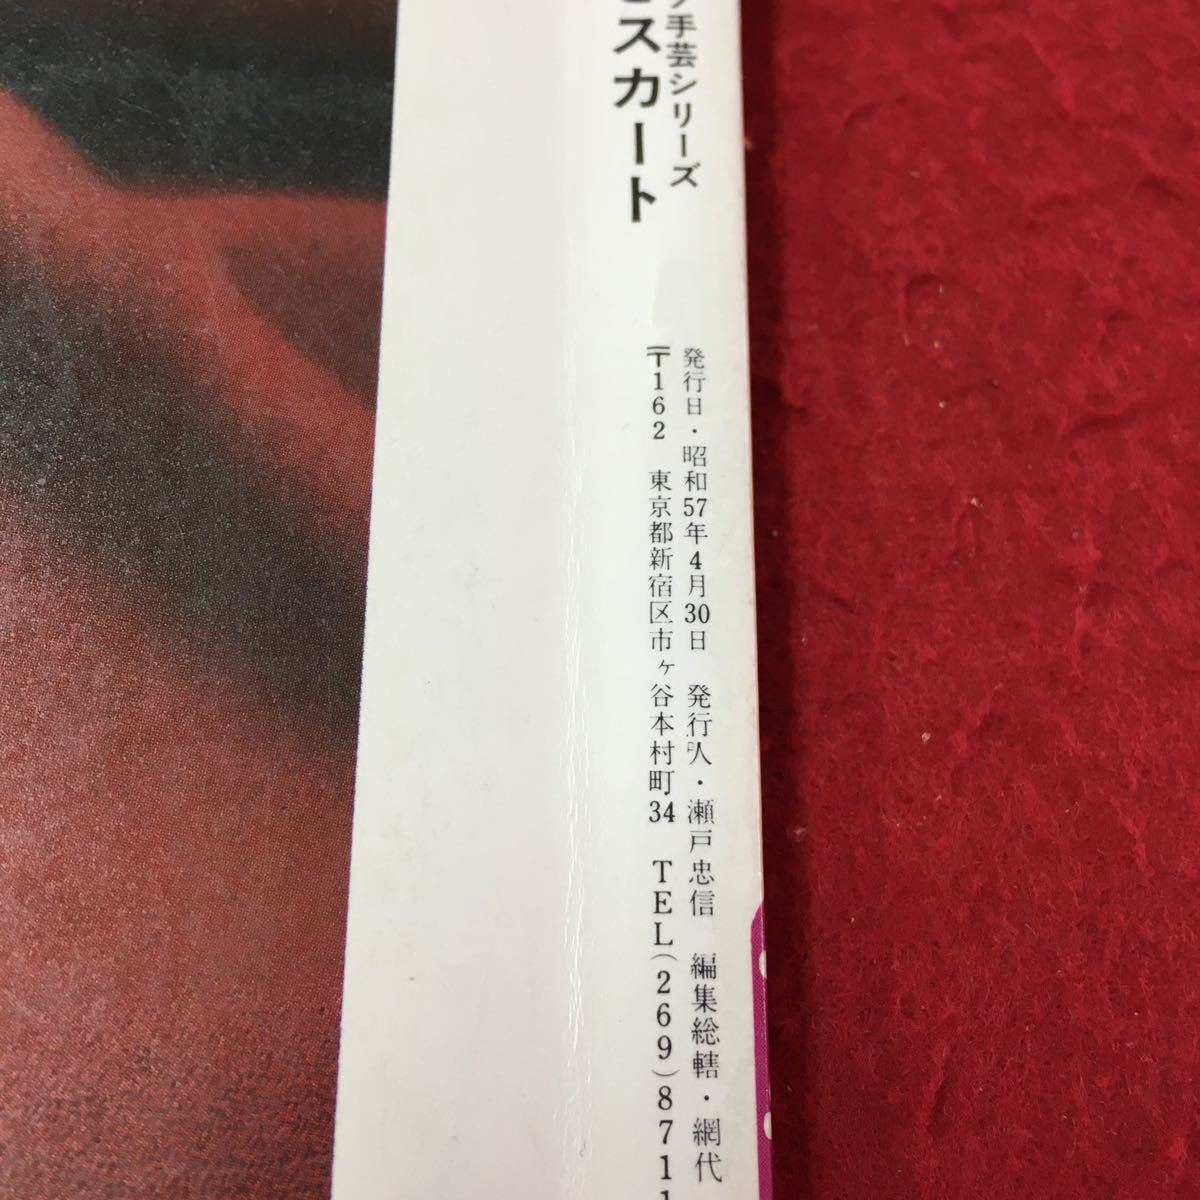 手芸シリーズ
スカート
発行日・昭和57年4月30日 発行人・瀬戸忠信 編集総轄・網代
〒162 東京都新宿区市ヶ谷本村町34 TEL(269)8711